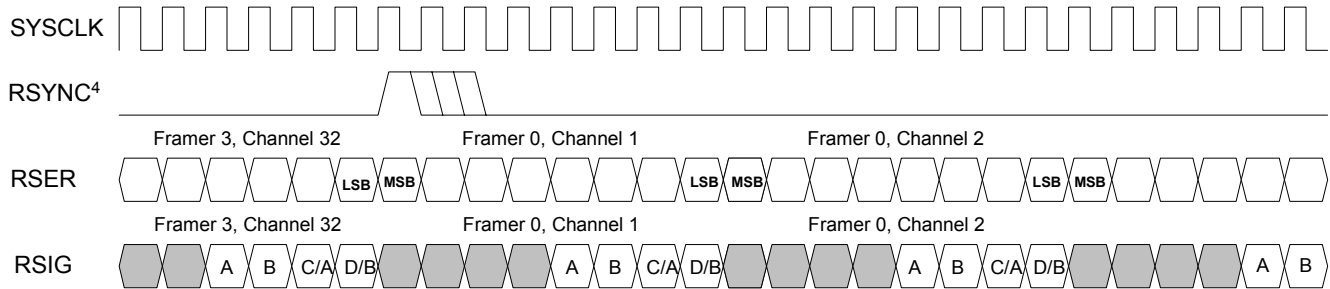 SYSCLK
RSYNC4
Framer 3, Channel 32 Framer 0, Channel 1 Framer 0, Channel 2
RSER LSB MSB LSB MSB LSB MSB
Framer 3, Channel 32 Framer 0, Channel 1 Framer 0, Channel 2
RSIG A B C/A D/B A B C/A D/B A B C/A D/B A B